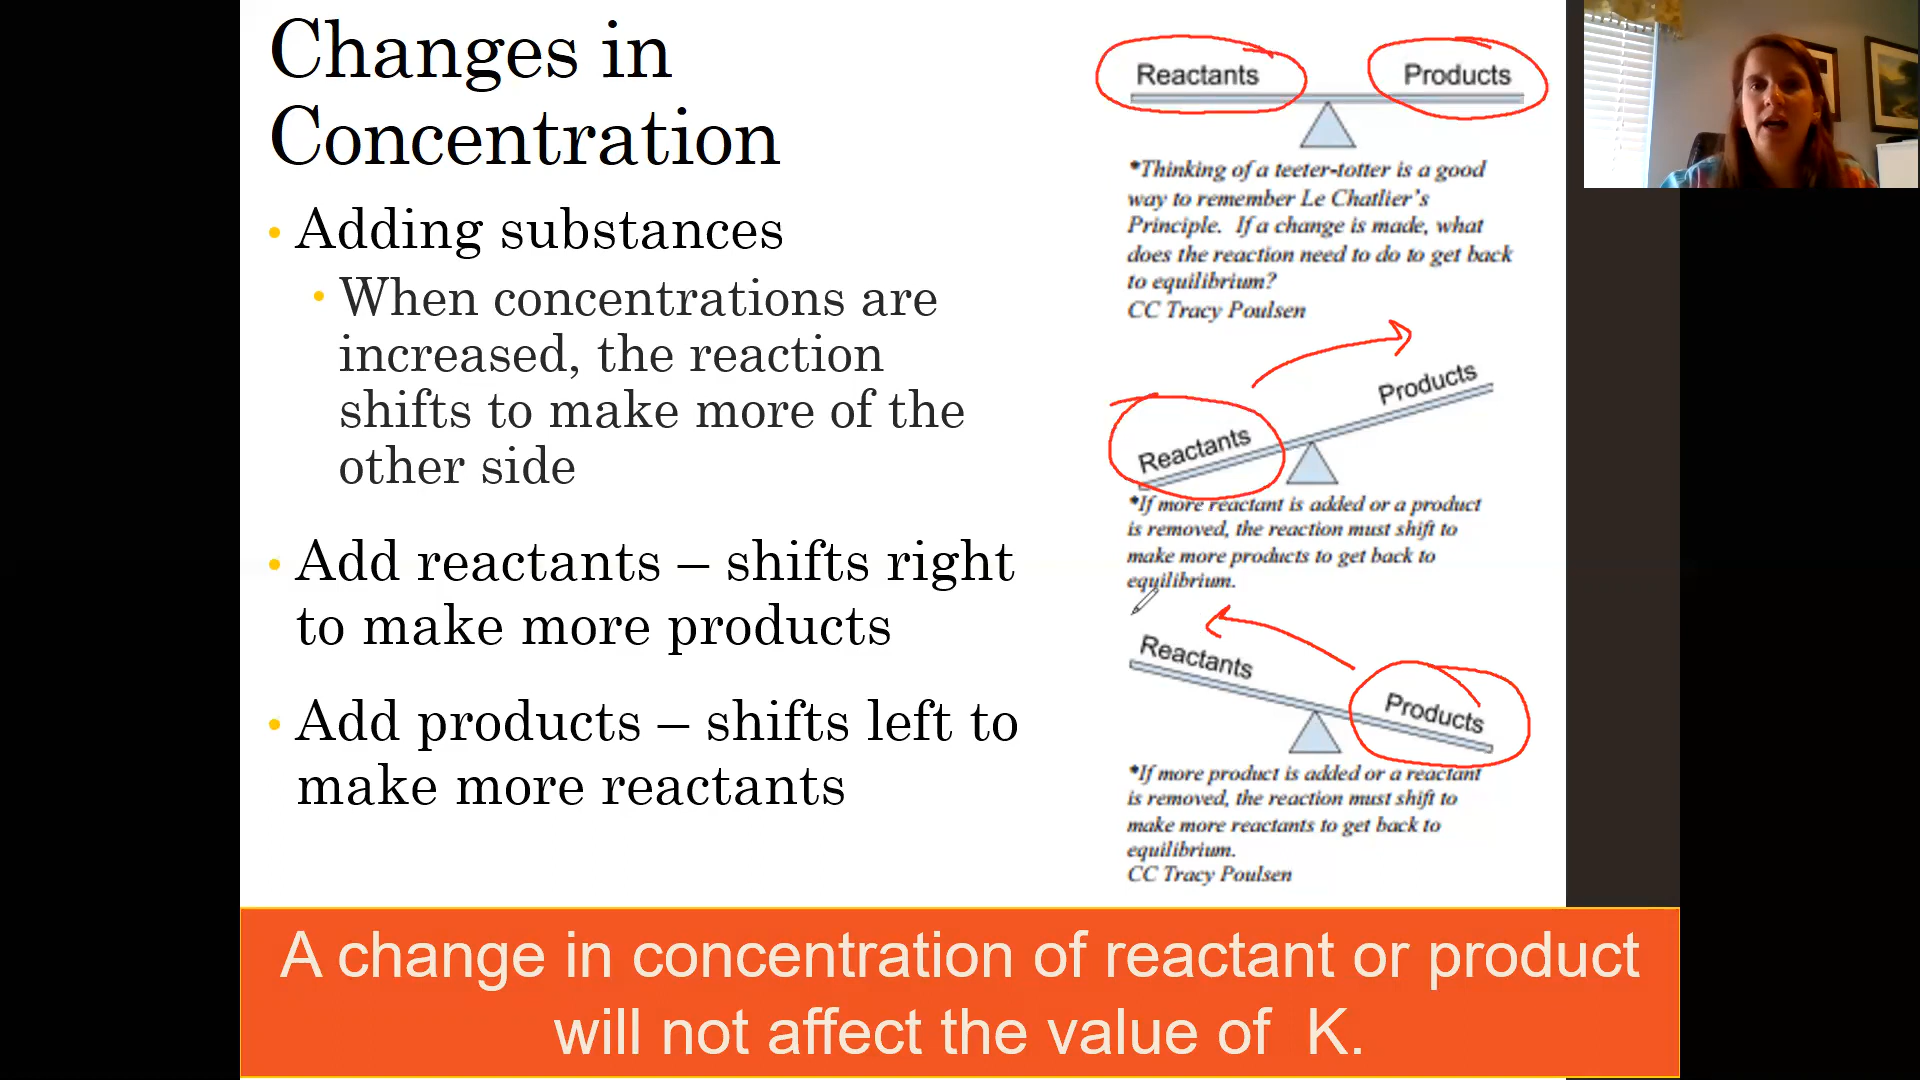 Changes in
Concentration
• Adding substances
• When concentrations are
increased, the reaction
shifts to make more of the
other side
• Add reactants – shifts right
to make more products
• Add products – shifts left to
make more reactants
Reactants Products
*Thinking of a teeter-totter is a good
way to remember Le Chatlier's
Principle. If a change is made, what
does the reaction need to do to get back
to equilibrium?
CC Tracy Poulsen
Products
Reactants
*If more reactant is added or a product
is removed, the reaction must shift to
make more products to get back to
equilibrium.
Reactants
Products
*If more product is added or a reactant
is removed, the reaction must shift to
make more reactants to get back to
equilibrium.
CC Tracy Poulsen
A change in concentration of reactant or product
will not affect the value of K.